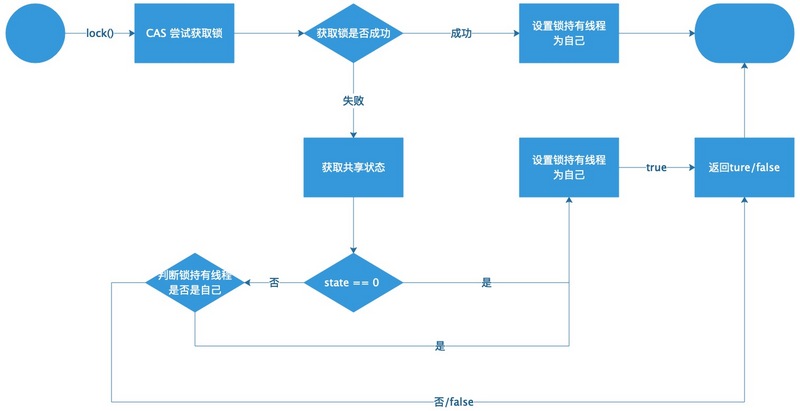 lock()
CAS 尝试获取锁
获取锁是否成功
成功
设置锁持有线程
为自己
失败
获取共享状态
设置锁持有线程
为自己
true
返回ture/false
判断锁持有线程
是否是自己
否
state == 0
是
是
否/false